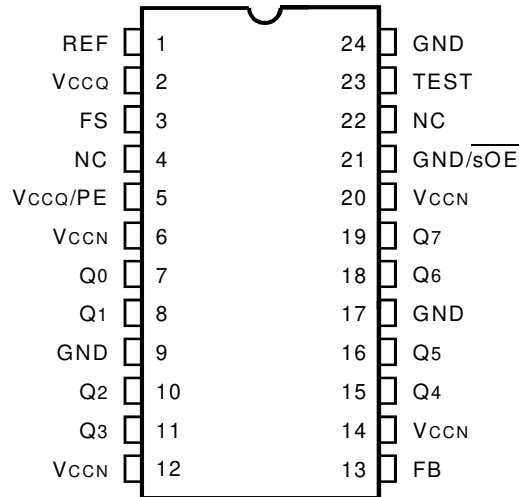 REF 1 24 GND
VCCQ 2 23 TEST
FS 3 22 NC
NC 4 21 GND/sOE
VCCQ/PE 5 20 VCCN
VCCN 6 19 Q7
Q0 7 18 Q6
Q1 8 17 GND
GND 9 16 Q5
Q2 10 15 Q4
Q3 11 14 VCCN
VCCN 12 13 FB